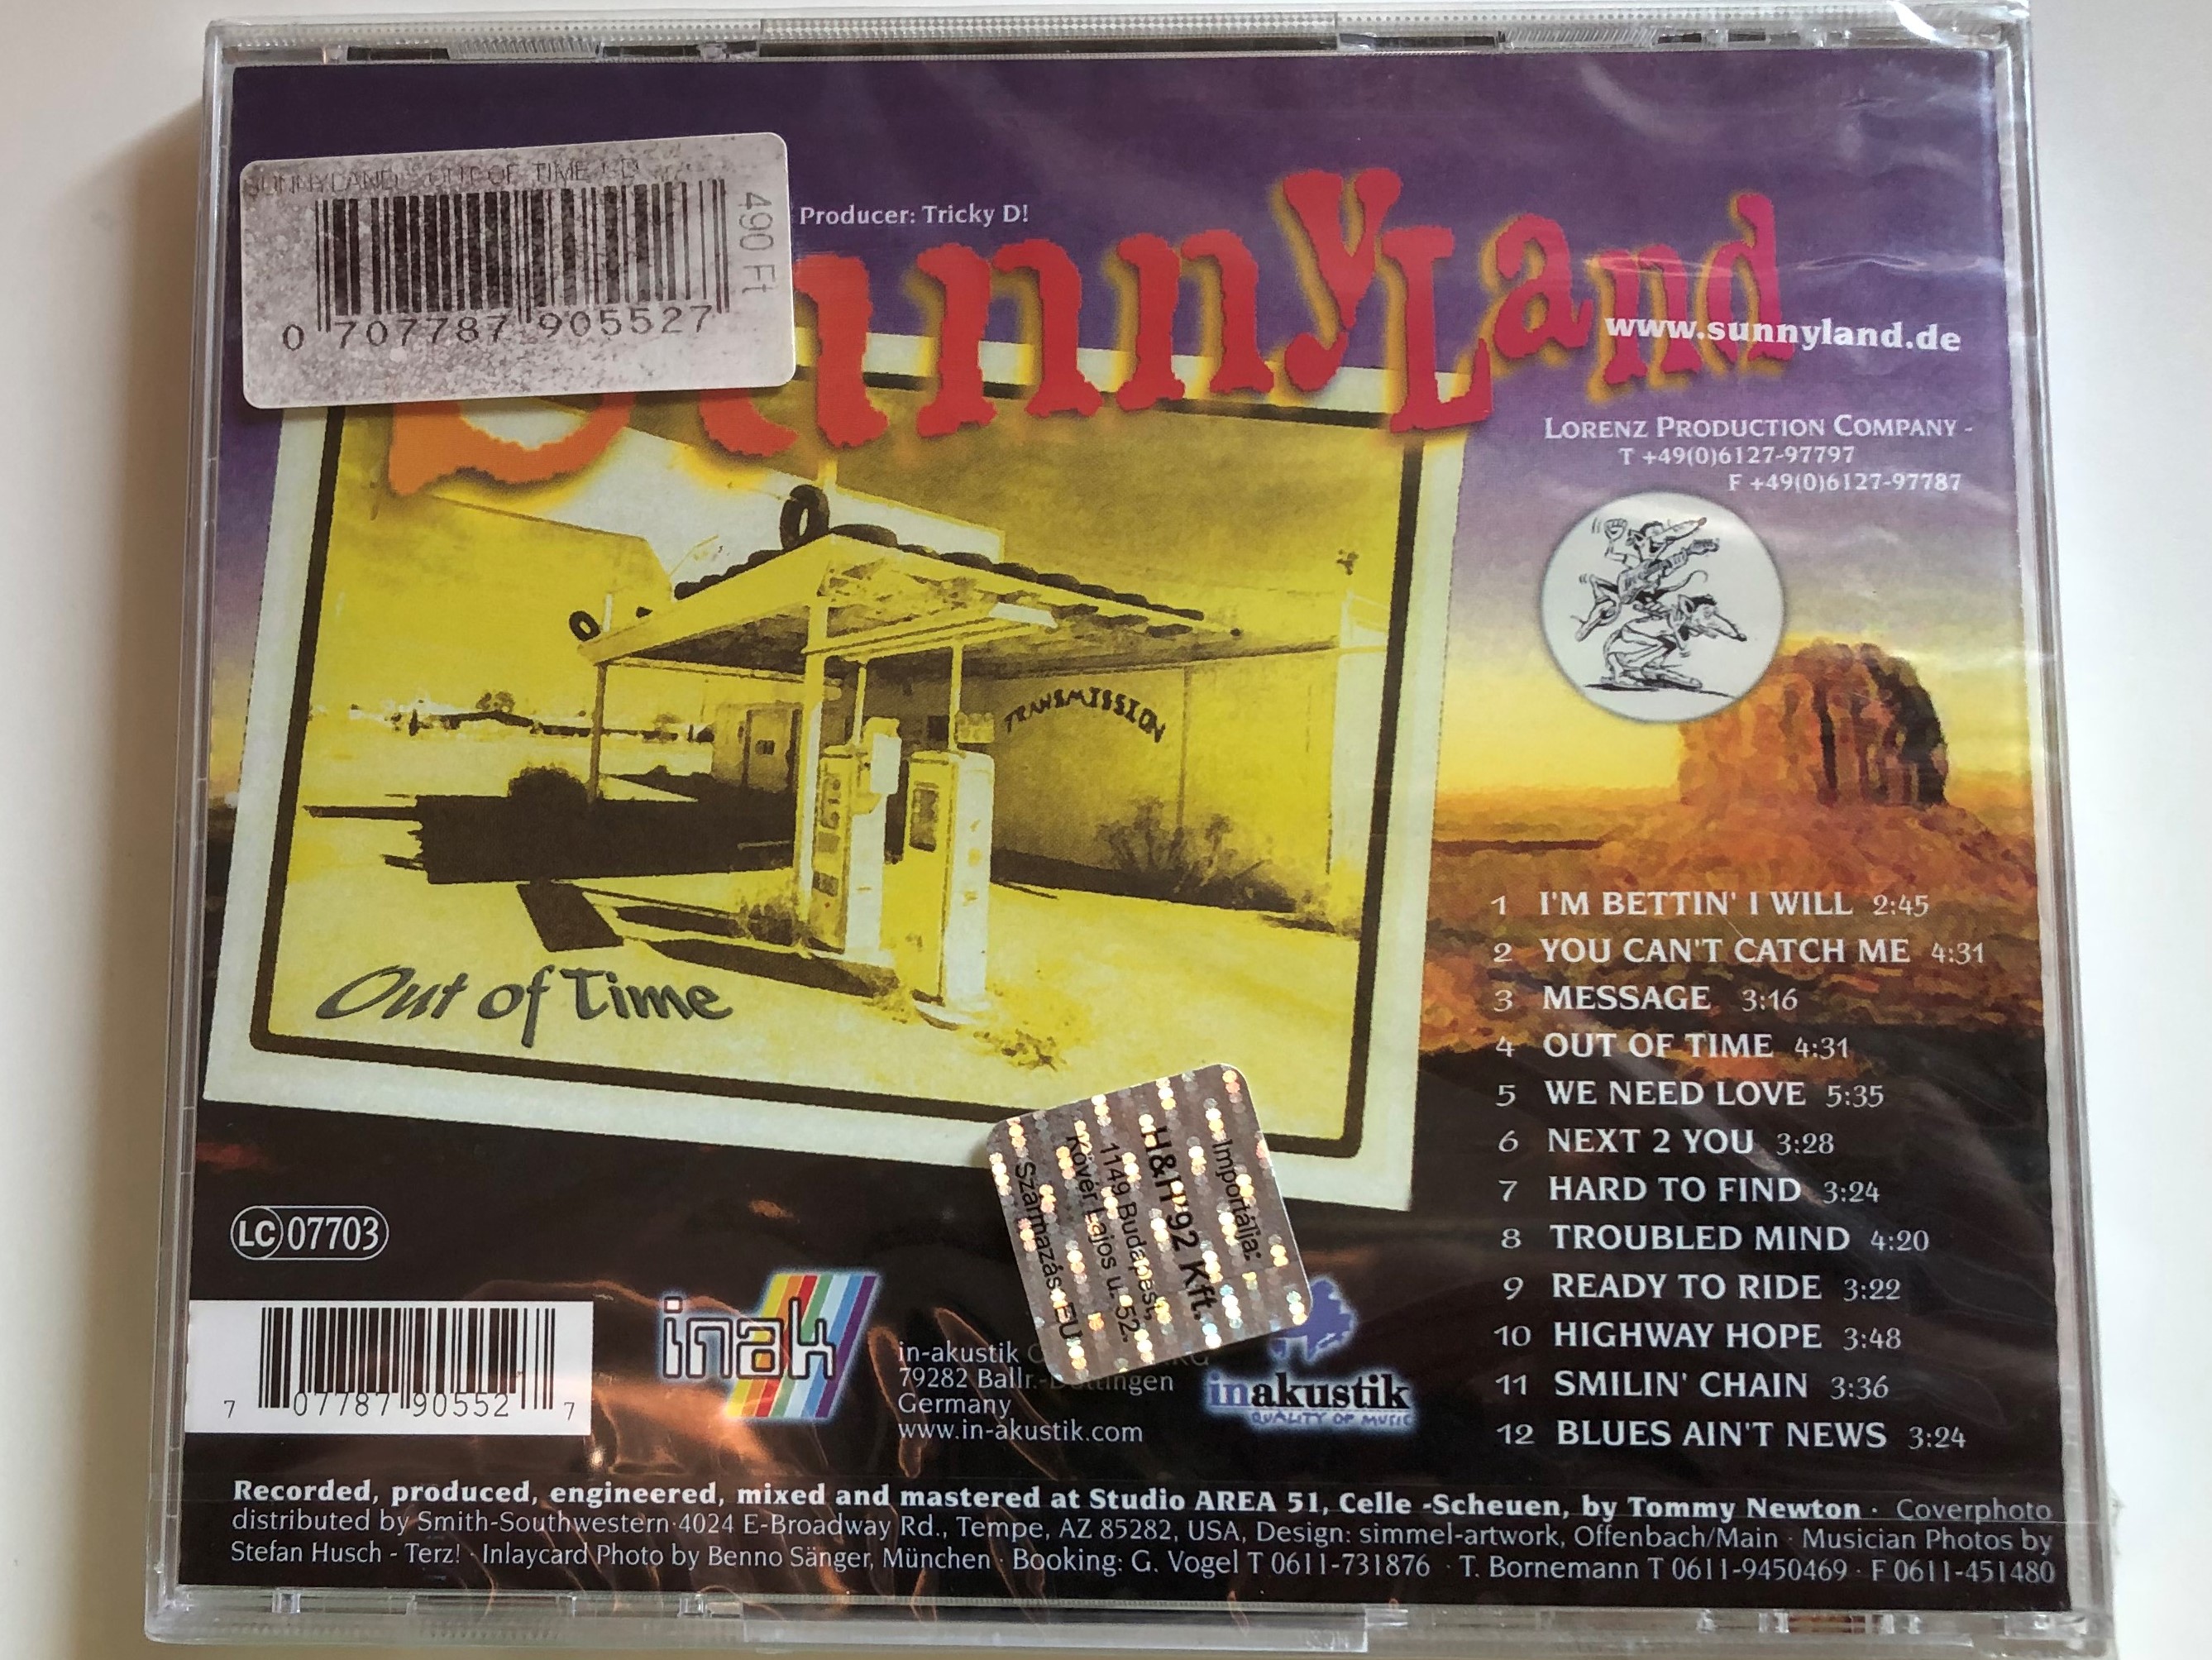 SUNNYLAND: OUT OF TIME CD
490 Ft
0 707787 905527
Producer: Tricky D!
SunnyLand
www.sunnyland.de
LORENZ PRODUCTION COMPANY -
T +49(0)6127-97797
F +49(0)6127-97787
TRANSMISSION
Out of Time
1 I'M BETTIN' I WILL 2:45
2 YOU CAN'T CATCH ME 4:31
3 MESSAGE 3:16
4 OUT OF TIME 4:31
5 WE NEED LOVE 5:35
6 NEXT 2 YOU 3:28
7 HARD TO FIND 3:24
8 TROUBLED MIND 4:20
9 READY TO RIDE 3:22
10 HIGHWAY HOPE 3:48
11 SMILIN' CHAIN 3:36
12 BLUES AIN'T NEWS 3:24
Importálja:
H&H'92 Kft.
1149 Budapest,
Kövér Lajos u. 52.
Származás: EU
LC 07703
7 07787 90552 7
inak
in-akustik
79282 Ballr.-Dottingen
Germany
www.in-akustik.com
inakustik
QUALITY OF MUSIC
Recorded, produced, engineered, mixed and mastered at Studio AREA 51, Celle -Scheuen, by Tommy Newton · Coverphoto
distributed by Smith-Southwestern·4024 E-Broadway Rd., Tempe, AZ 85282, USA, Design: simmel-artwork, Offenbach/Main · Musician Photos by
Stefan Husch - Terz! · Inlaycard Photo by Benno Sänger, München · Booking: G. Vogel T 0611-731876 · T. Bornemann T 0611-9450469 · F 0611-451480